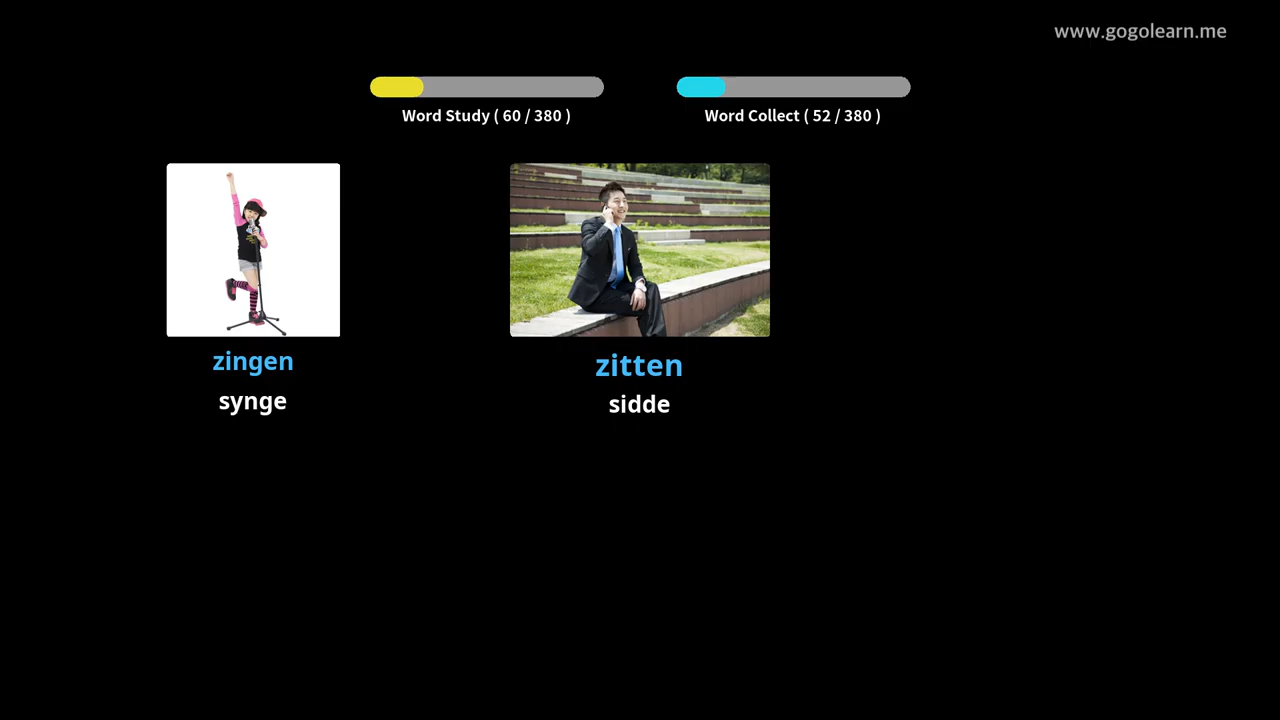 www.gogolearn.me
Word Study ( 60 / 380 )
Word Collect ( 52 / 380 )
zingen
synge
zitten
sidde